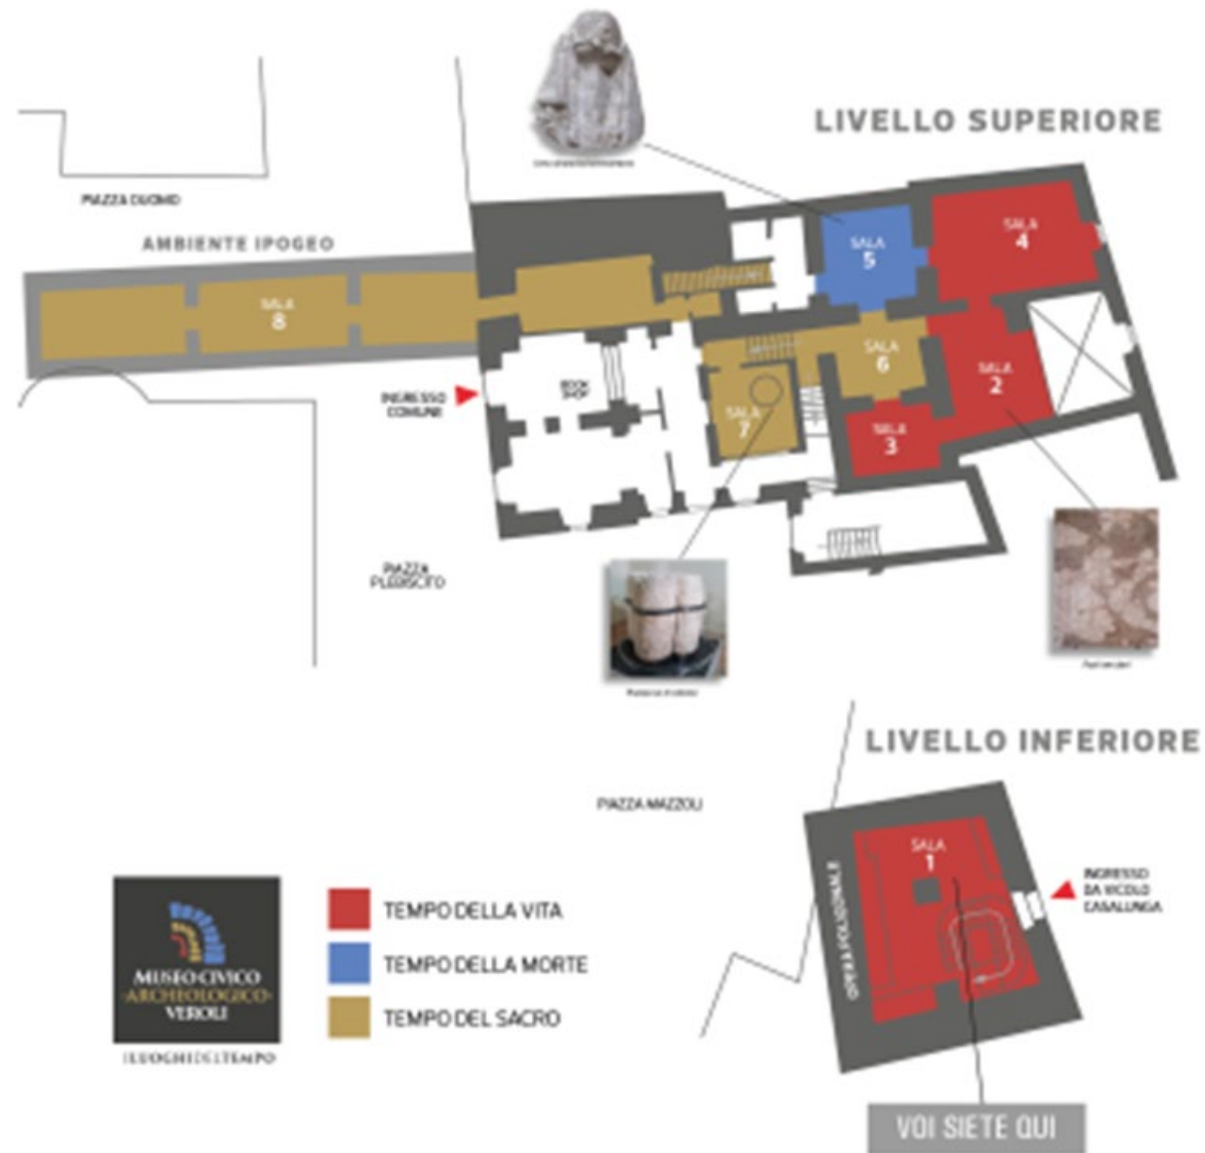 LIVELLO SUPERIORE
PIAZZA DUOMO
AMBIENTE IPOGEO
SALA
4
SALA
5
SALA
8
SALA
6
SALA
2
BOOK
SHOP
INGRESSO
COMUNE
SALA
7
SALA
3
PIAZZA
PLEBISCITO
LIVELLO INFERIORE
PIAZZA MAZZOLI
SALA
1
OPERA POLIGONALE
INGRESSO
DA VICOLO
CASALUNGA
MUSEO CIVICO
ARCHEOLOGICO
VEROLI
I LUOGHI DEL TEMPO
TEMPO DELLA VITA
TEMPO DELLA MORTE
TEMPO DEL SACRO
VOI SIETE QUI